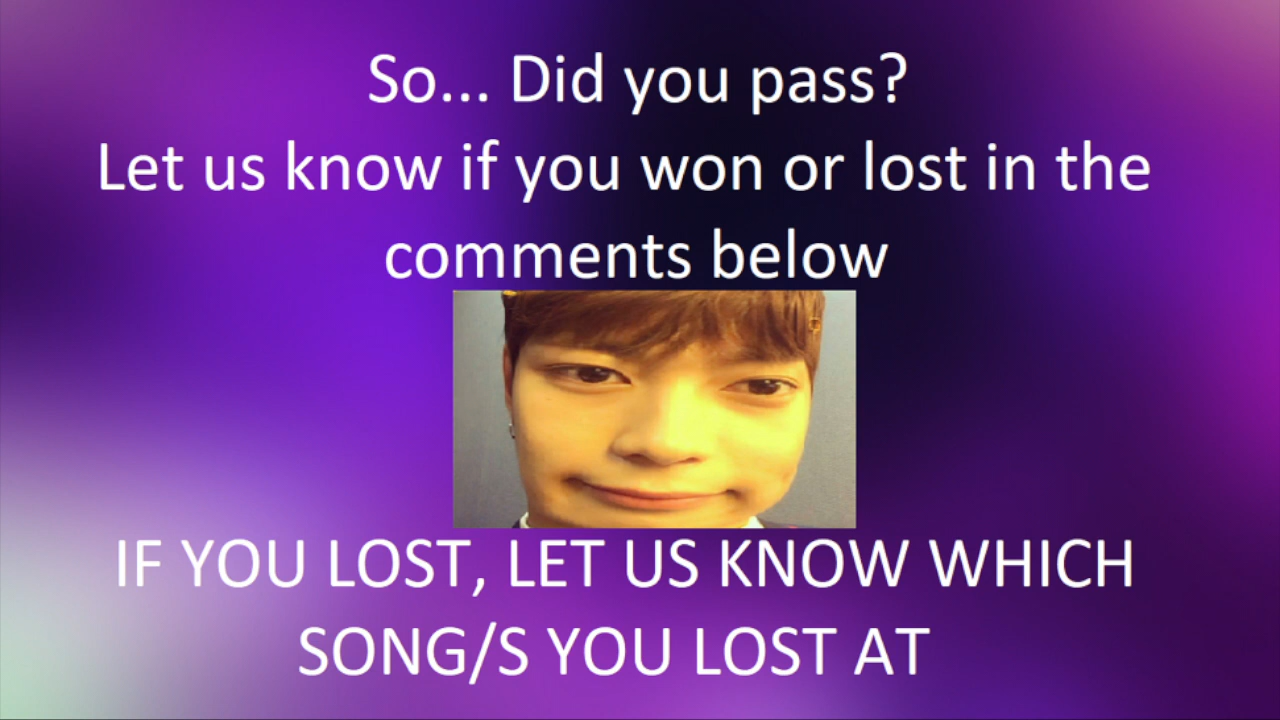 So... Did you pass?
Let us know if you won or lost in the
comments below
IF YOU LOST, LET US KNOW WHICH
SONG/S YOU LOST AT